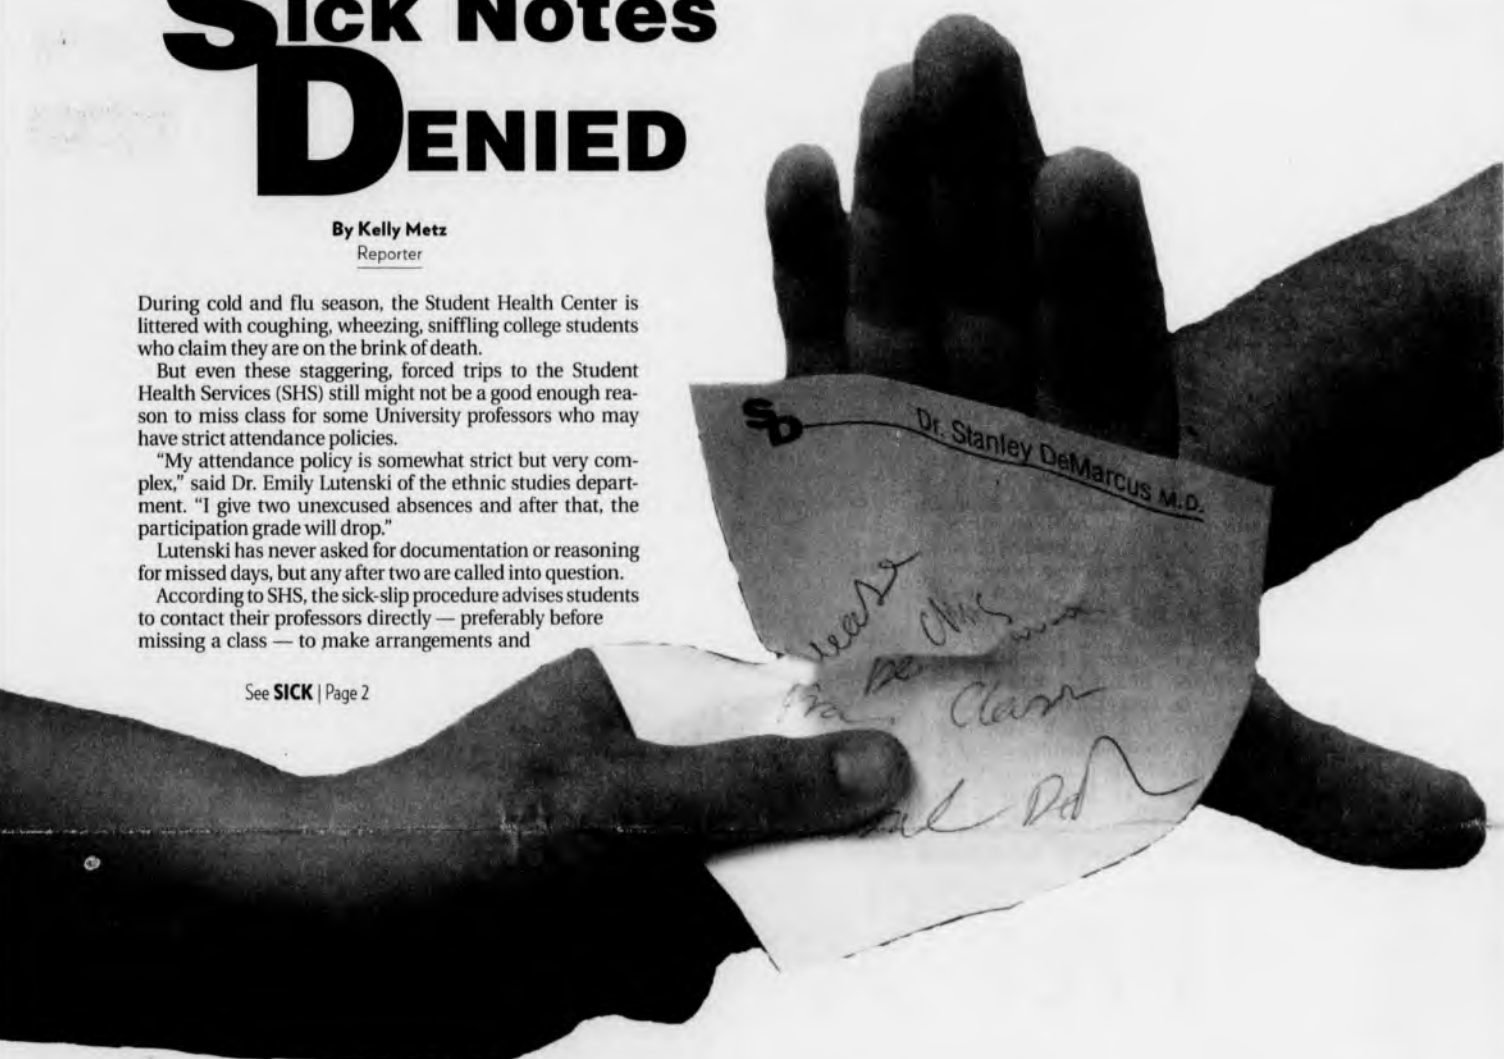 Sick Notes
DENIED
By Kelly Metz
Reporter
During cold and flu season, the Student Health Center is
littered with coughing, wheezing, sniffling college students
who claim they are on the brink of death.
But even these staggering, forced trips to the Student
Health Services (SHS) still might not be a good enough rea-
son to miss class for some University professors who may
have strict attendance policies.
“My attendance policy is somewhat strict but very com-
plex,” said Dr. Emily Lutenski of the ethnic studies depart-
ment. “I give two unexcused absences and after that, the
participation grade will drop.”
Lutenski has never asked for documentation or reasoning
for missed days, but any after two are called into question.
According to SHS, the sick-slip procedure advises students
to contact their professors directly — preferably before
missing a class — to make arrangements and
See SICK | Page 2
SD
Dr. Stanley DeMarcus M.D.
Class